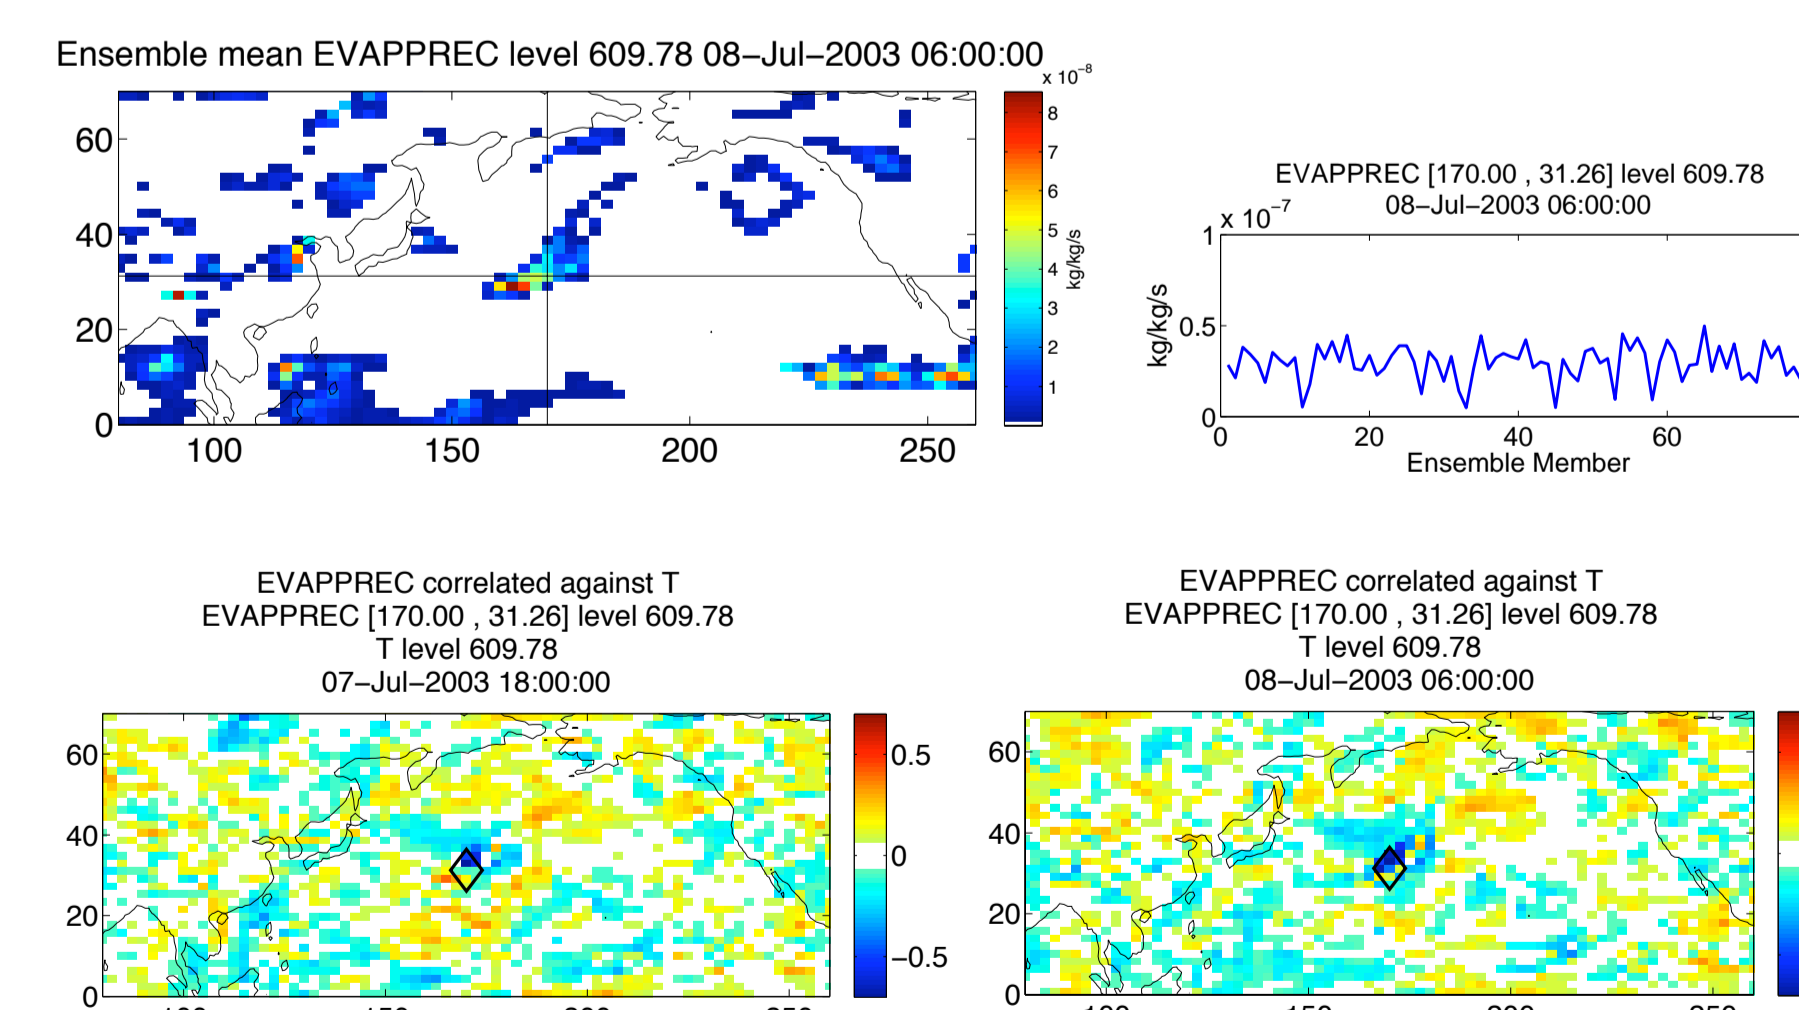 Ensemble mean EVAPPREC level 609.78 08−Jul−2003 06:00:00
x 10−8
60
40
20
0
100
150
200
250
8
7
6
5
4
3
2
1
kg/kg/s
EVAPPREC [170.00 , 31.26] level 609.78
08−Jul−2003 06:00:00
x 10−7
1
0.5
0
kg/kg/s
0
20
40
60
Ensemble Member
EVAPPREC correlated against T
EVAPPREC [170.00 , 31.26] level 609.78
T level 609.78
07−Jul−2003 18:00:00
60
40
20
0
0.5
0
−0.5
EVAPPREC correlated against T
EVAPPREC [170.00 , 31.26] level 609.78
T level 609.78
08−Jul−2003 06:00:00
60
40
20
0